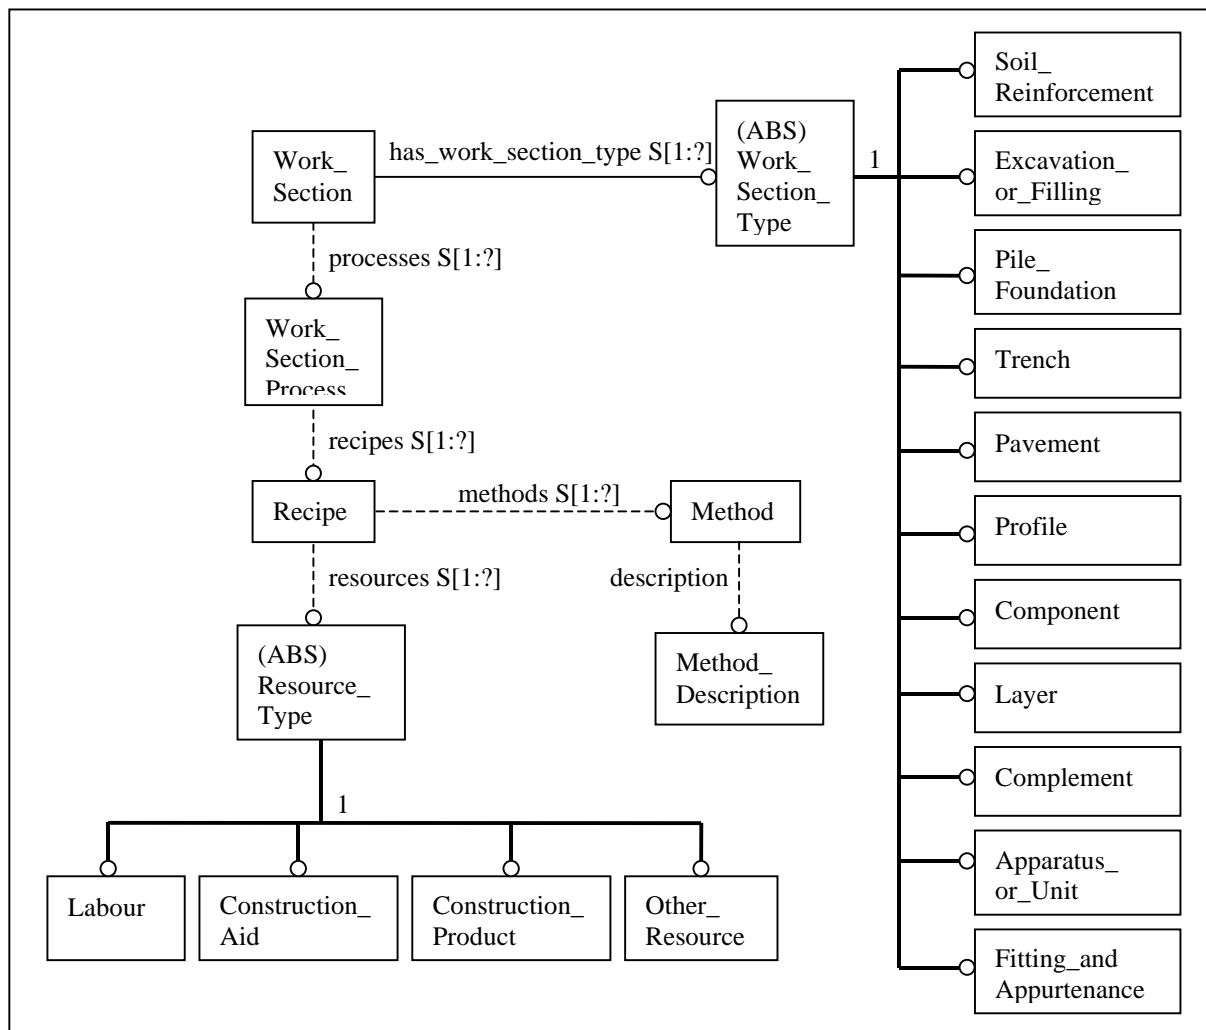 Soil_
Reinforcement
(ABS)
Work_
Section_
Type
has_work_section_type S[1:?]
1
Work_
Section
Excavation_
or_Filling
processes S[1:?]
Pile_
Foundation
Work_
Section_
Process
Trench
recipes S[1:?]
Pavement
Recipe
methods S[1:?]
Method
Profile
resources S[1:?]
description
Component
(ABS)
Resource_
Type
Method_
Description
Layer
Complement
1
Labour
Construction_
Aid
Construction_
Product
Other_
Resource
Apparatus_
or_Unit
Fitting_and
Appurtenance